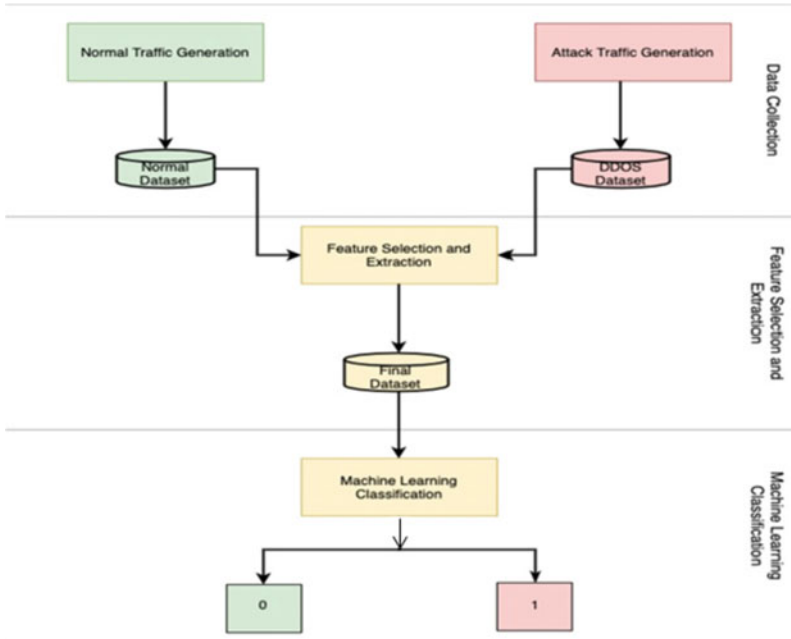 Normal Traffic Generation
Attack Traffic Generation
Data Collection
Normal
Dataset
DDOS
Dataset
Feature Selection and
Extraction
Feature Selection and
Extraction
Final
Dataset
Machine Learning
Classification
Machine Learning
Classification
0
1